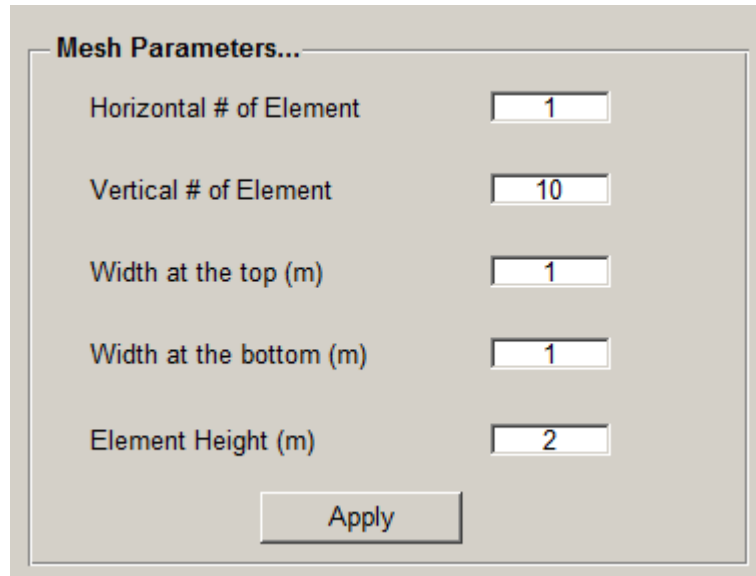 Mesh Parameters...
Horizontal # of Element 1
Vertical # of Element 10
Width at the top (m) 1
Width at the bottom (m) 1
Element Height (m) 2
Apply